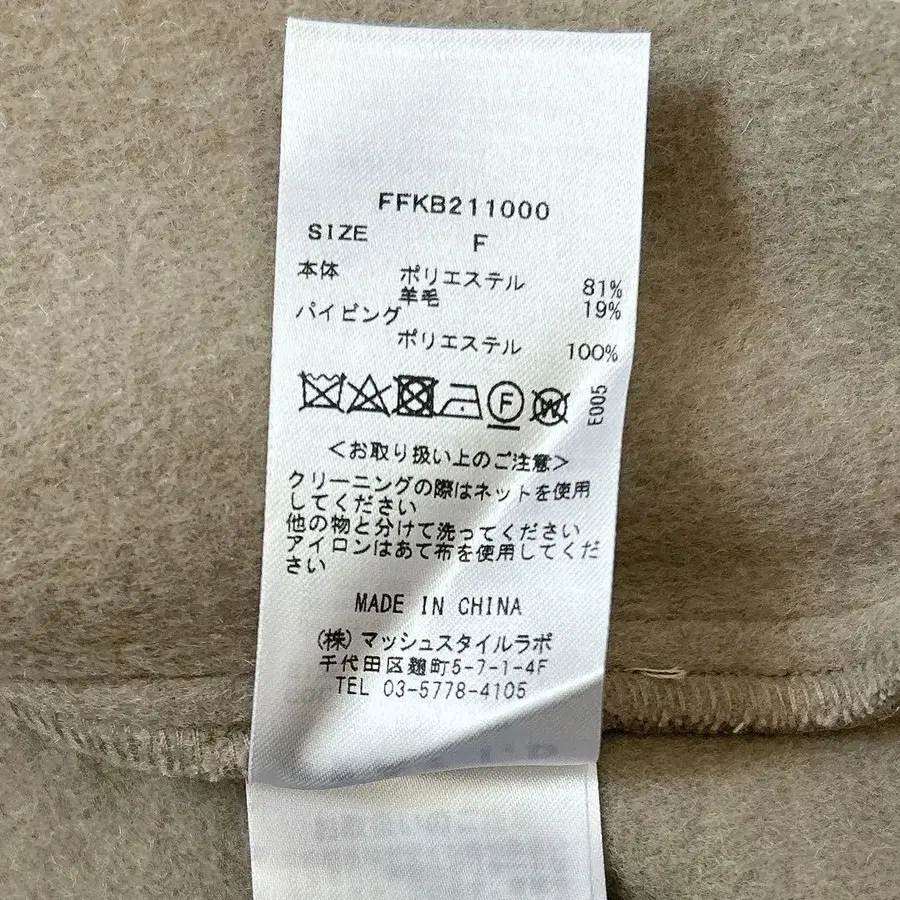 FFKB211000
SIZE F
本体 ポリエステル 81%
羊毛 19%
パイピング
ポリエステル 100%
F W E005
<お取り扱い上のご注意>
クリーニングの際はネットを使用
してください
他の物と分けて洗ってください
アイロンはあて布を使用してくだ
さい
MADE IN CHINA
(株)マッシュスタイルラボ
千代田区麹町5-7-1-4F
TEL 03-5778-4105